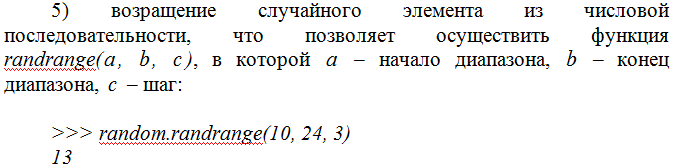 5) возращение случайного элемента из числовой
последовательности, что позволяет осуществить функция
randrange(a, b, c), в которой a – начало диапазона, b – конец
диапазона, c – шаг:
>>> random.randrange(10, 24, 3)
13